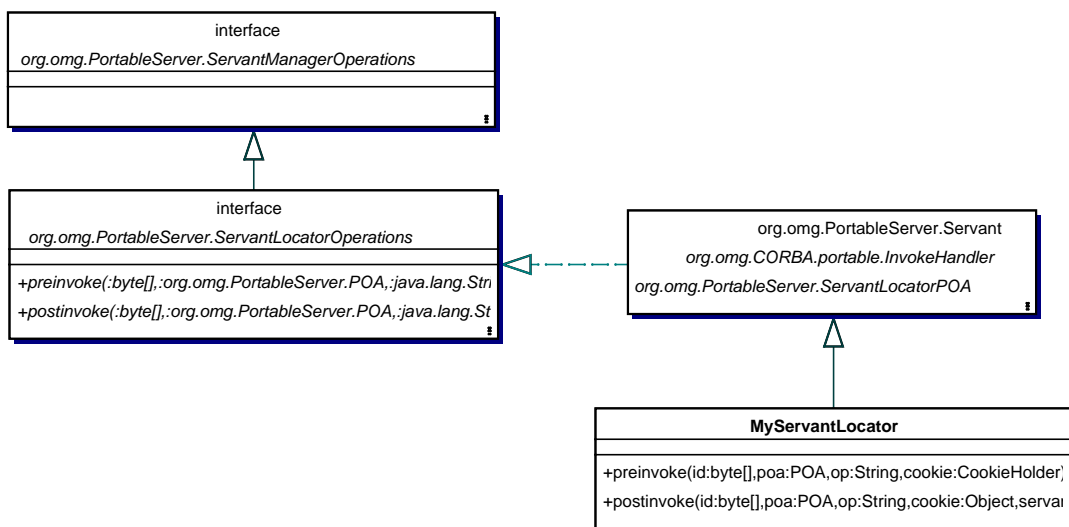 interface
org.omg.PortableServer.ServantManagerOperations
interface
org.omg.PortableServer.ServantLocatorOperations
+preinvoke(:byte[],:org.omg.PortableServer.POA,:java.lang.Stri
+postinvoke(:byte[],:org.omg.PortableServer.POA,:java.lang.St
org.omg.PortableServer.Servant
org.omg.CORBA.portable.InvokeHandler
org.omg.PortableServer.ServantLocatorPOA
MyServantLocator
+preinvoke(id:byte[],poa:POA,op:String,cookie:CookieHolder)
+postinvoke(id:byte[],poa:POA,op:String,cookie:Object,servan